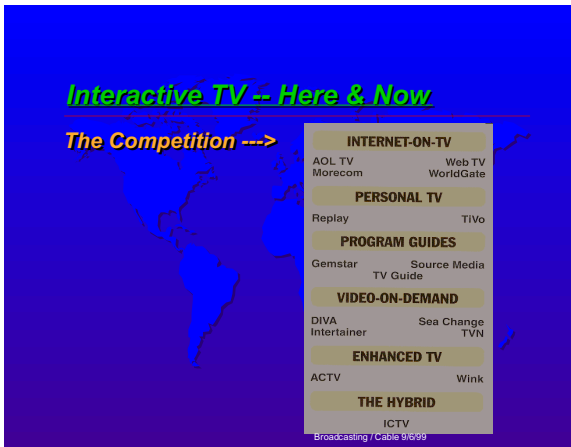 Interactive TV -- Here & Now
The Competition --->
INTERNET-ON-TV
AOL TV Web TV
Morecom WorldGate
PERSONAL TV
Replay TiVo
PROGRAM GUIDES
Gemstar Source Media
TV Guide
VIDEO-ON-DEMAND
DIVA Sea Change
Intertainer TVN
ENHANCED TV
ACTV Wink
THE HYBRID
ICTV
Broadcasting / Cable 9/6/99